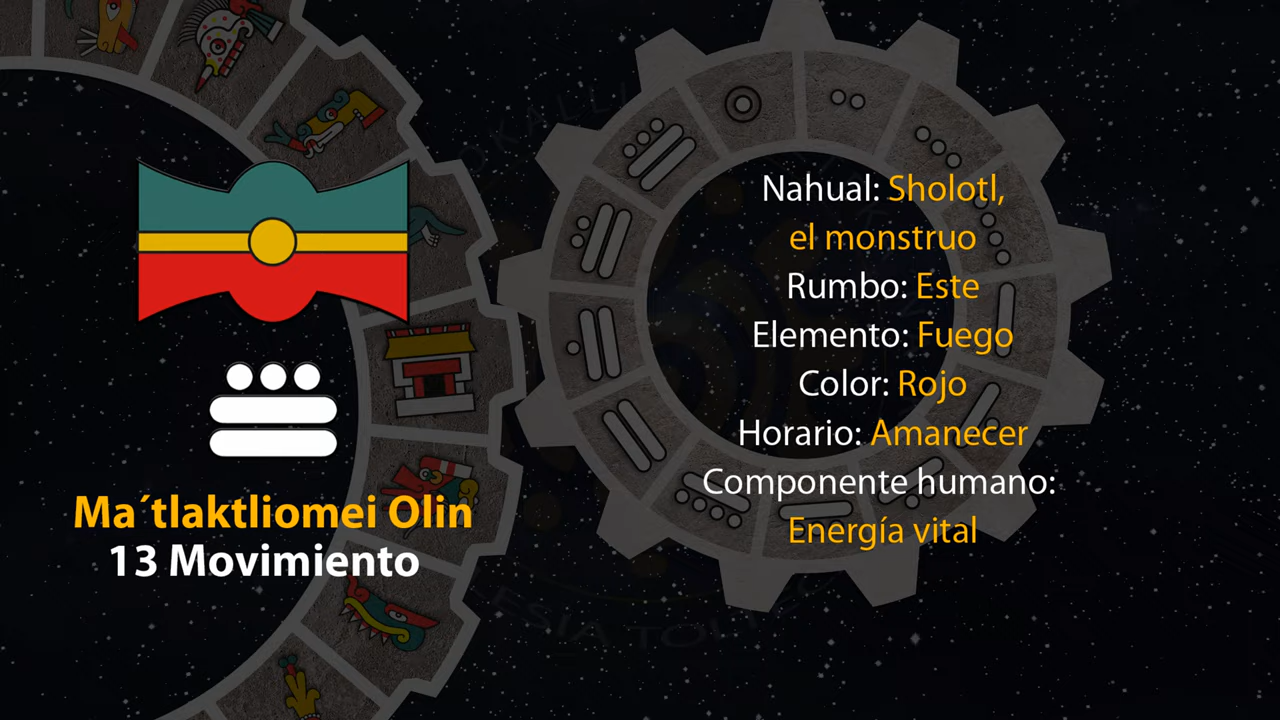 Ma´tlaktliomei Olin
13 Movimiento
Nahual: Sholotl,
el monstruo
Rumbo: Este
Elemento: Fuego
Color: Rojo
Horario: Amanecer
Componente humano:
Energía vital